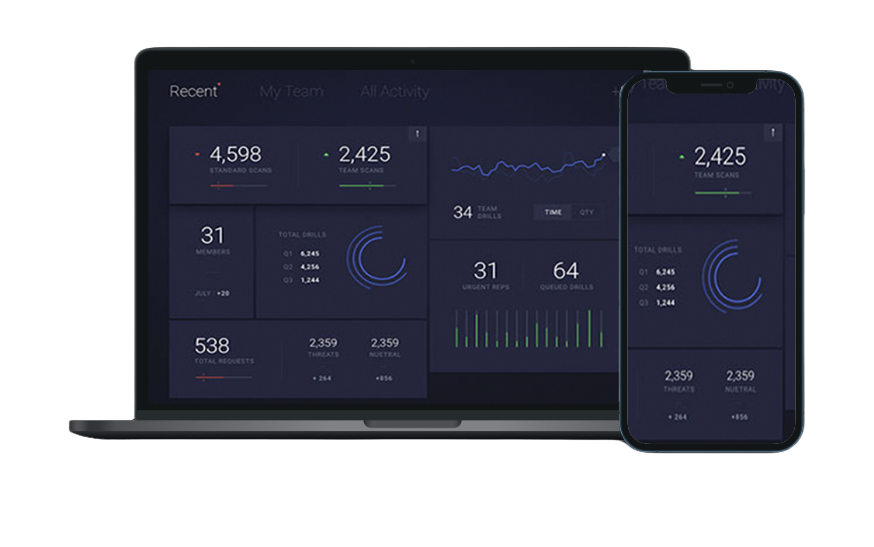 Recent
My Team
All Activity
4,598
STANDARD SCANS
2,425
TEAM SCANS
34
TEAM
DRILLS
TIME
QTY
31
MEMBERS
JULY : +20
TOTAL DRILLS
Q1 6,245
Q2 4,256
Q3 1,244
31
URGENT REPS
64
QUEUED DRILLS
538
TOTAL REQUESTS
2,359
THREATS
+ 264
2,359
NUETRAL
+856
Tea
ivity
2,425
TEAM SCANS
TOTAL DRILLS
Q1 6,245
Q2 4,256
Q3 1,244
2,359
THREATS
+ 264
2,359
NUETRAL
+856